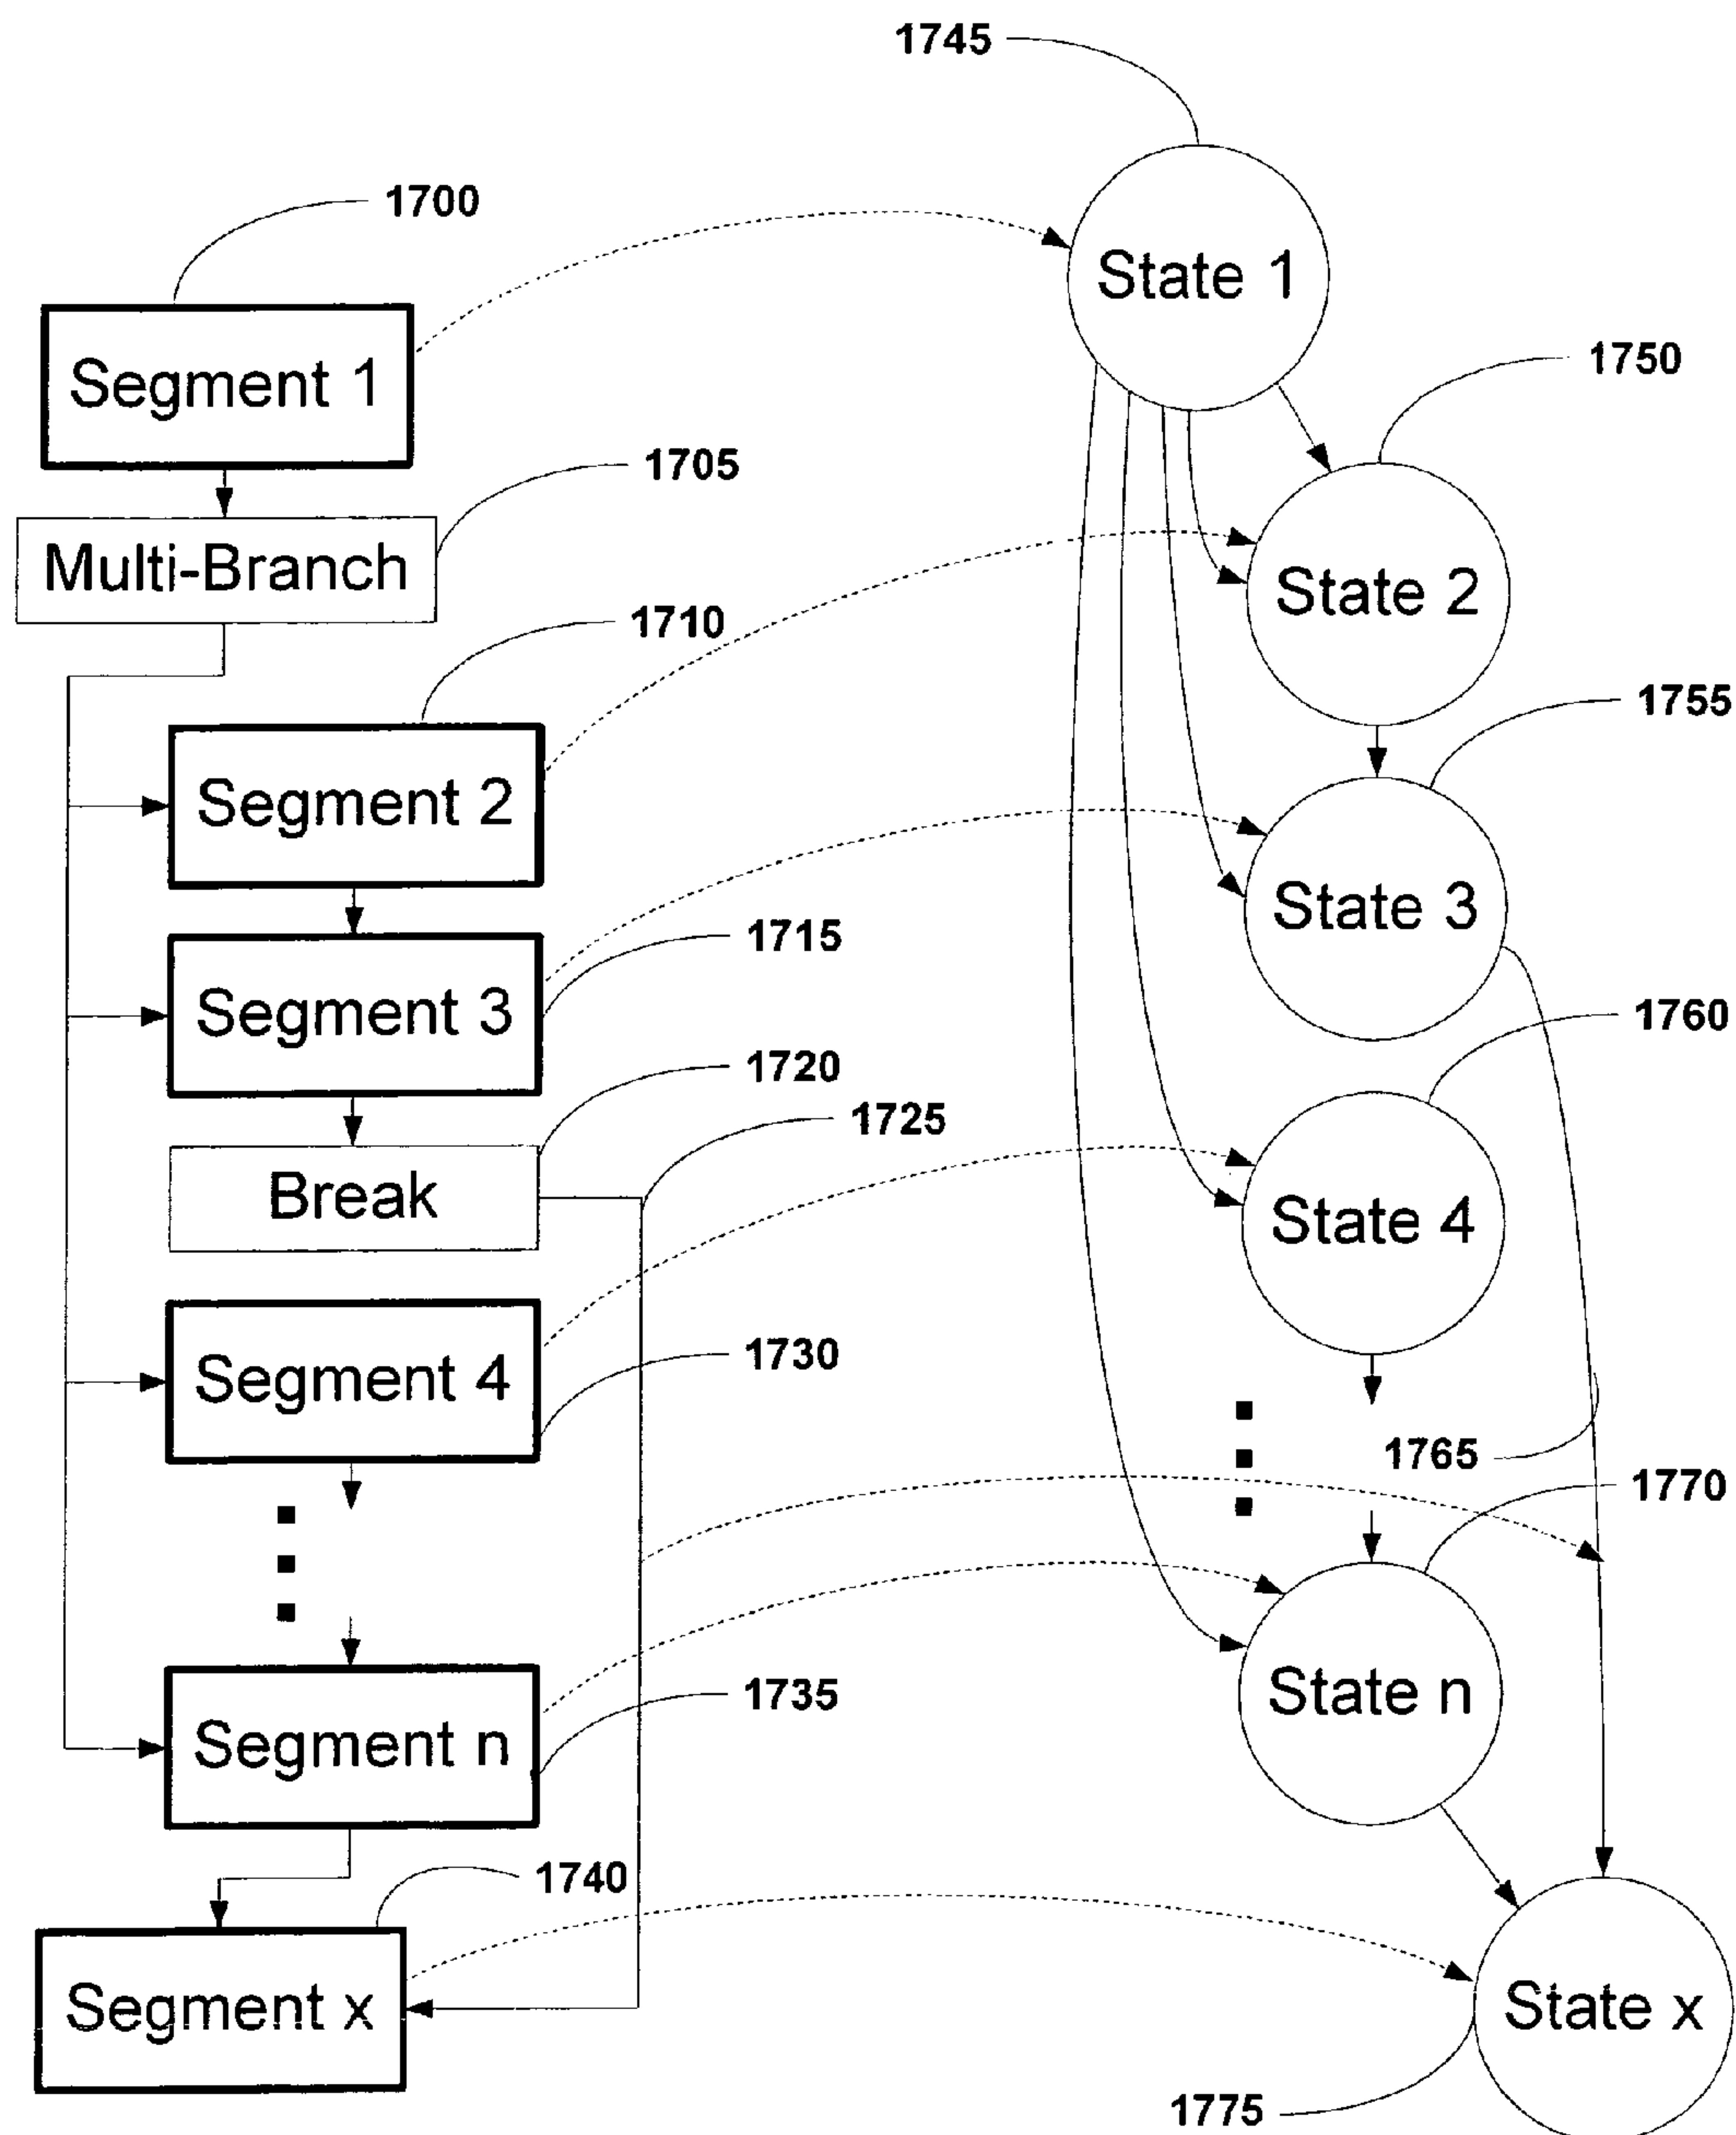 1745
1700
State 1
Segment 1
1750
1705
Multi-Branch
State 2
1710
1755
Segment 2
State 3
1715
Segment 3
1760
1720
1725
Break
State 4
1730
Segment 4
1765
1770
1735
State n
Segment n
1740
Segment x
State x
1775